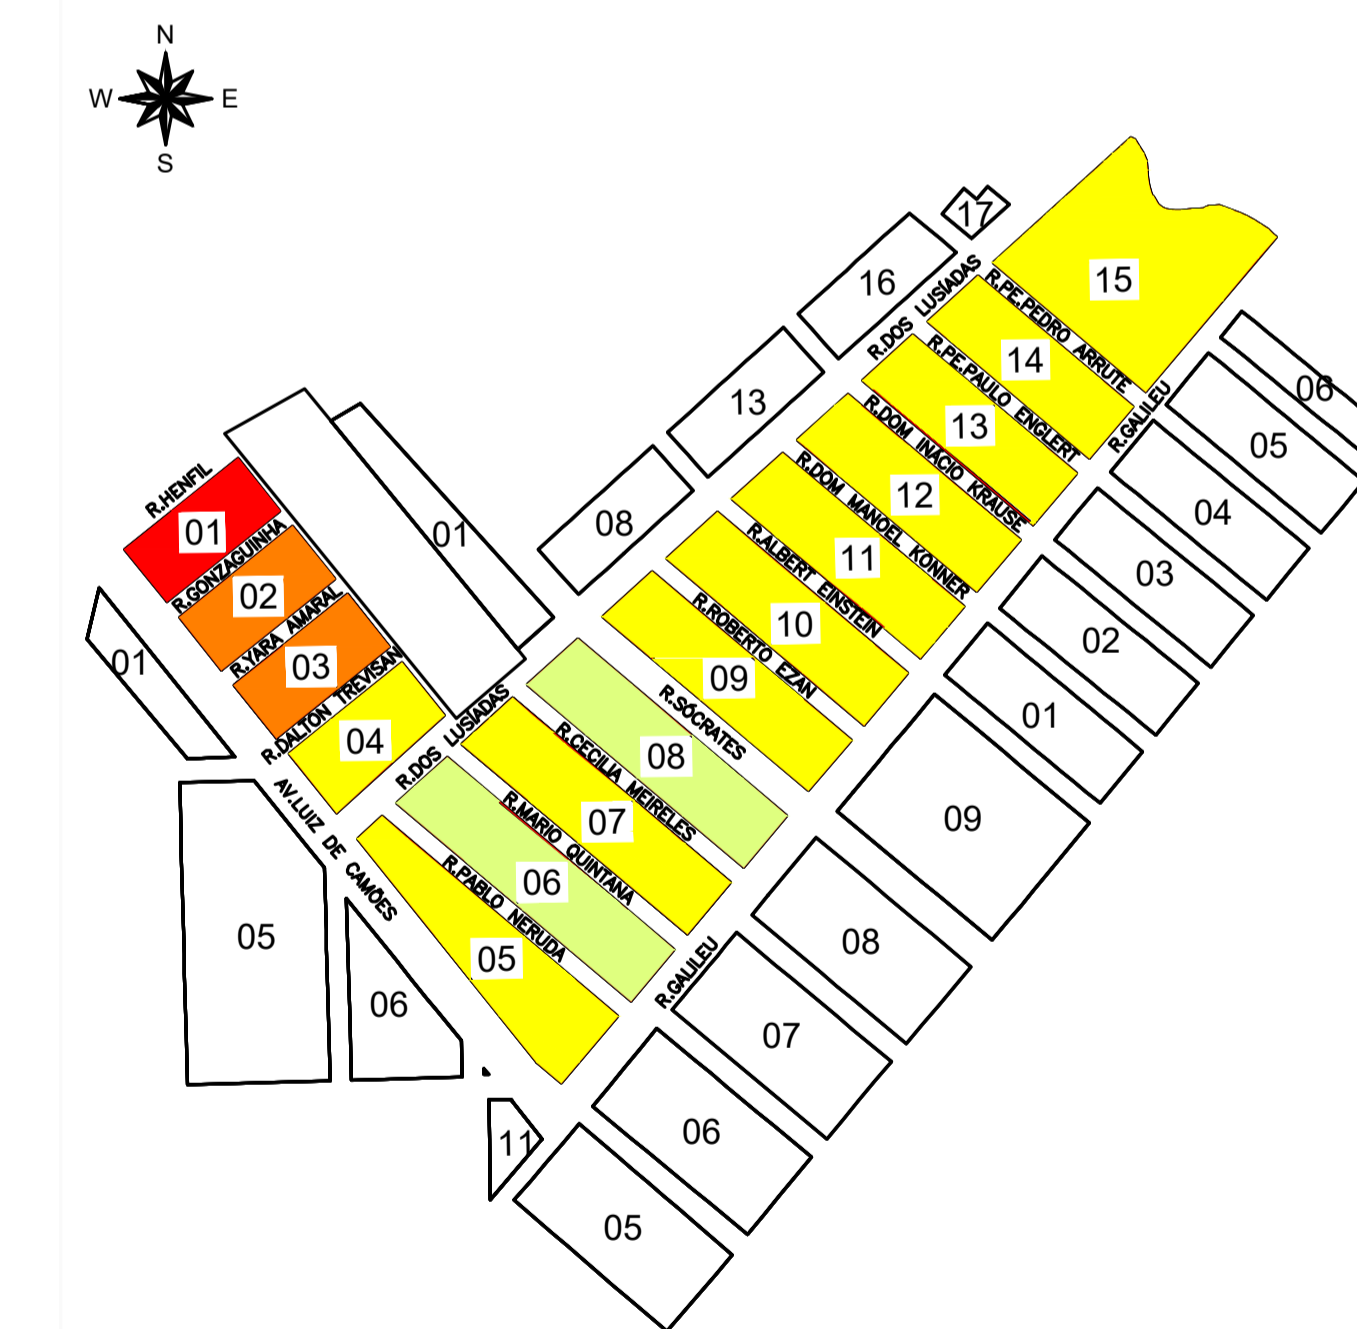 N
W E
S
17
16
15
R.DOS LUSÍADAS
R.PE.PEDRO ARRUTE
14
R.PE.PAULO ENGLERT
13
13
R.DOM INACIO KRAUSE
R.GALILEU
06
05
04
03
02
01
12
R.DOM MANOEL KONNER
11
R.ALBERT EINSTEIN
10
R.ROBERTO EZAN
09
R.SÓCRATES
08
08
R.CECILIA MEIRELES
07
R.MARIO QUINTANA
06
R.PABLO NERUDA
05
R.DOS LUSÍADAS
R.HENFIL
01
R.GONZAGUINHA
02
R.YARA AMARAL
03
R.DALTON TREVISAN
04
01
01
AV.LUIZ DE CAMÕES
05
06
11
R.GALILEU
09
08
07
06
05